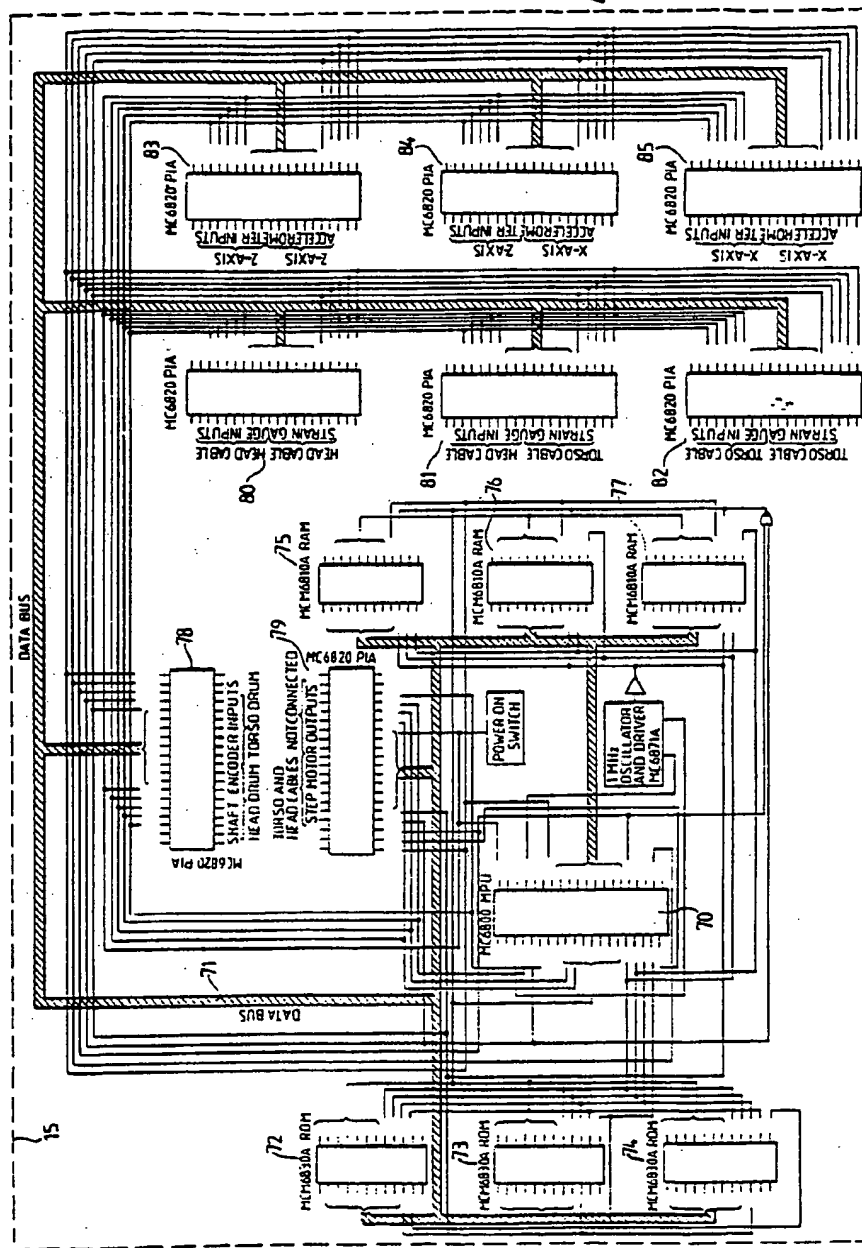 15
DATA BUS
83
MC6820 PIA
ACCELEROMETER INPUTS
Z-AXIS Z-AXIS
84
MC6820 PIA
ACCELEROMETER INPUTS
Z-AXIS X-AXIS
85
MC6820 PIA
ACCELEROMETER INPUTS
X-AXIS X-AXIS
MC6820 PIA
STRAIN GAUGE INPUTS
HEAD CABLE HEAD CABLE
80
MC6820 PIA
STRAIN GAUGE INPUTS
TORSO CABLE HEAD CABLE
81
MC6820 PIA
STRAIN GAUGE INPUTS
TORSO CABLE TORSO CABLE
82
78
SHAFT ENCODER INPUTS
HEAD DRUM TORSO DRUM
MC6820 PIA
79
MC6820 PIA
TORSO AND
HEAD CABLES NOT CONNECTED
STEP MOTOR OUTPUTS
75
MCM6810A RAM
76
MCM6810A RAM
77
MCM6810A RAM
POWER ON
SWITCH
1 MHz
OSCILLATOR
AND DRIVER
MC6871A
MC6800 MPU
70
71
DATA BUS
72
MCM6830A ROM
73
MCM6830A ROM
74
MCM6830A ROM